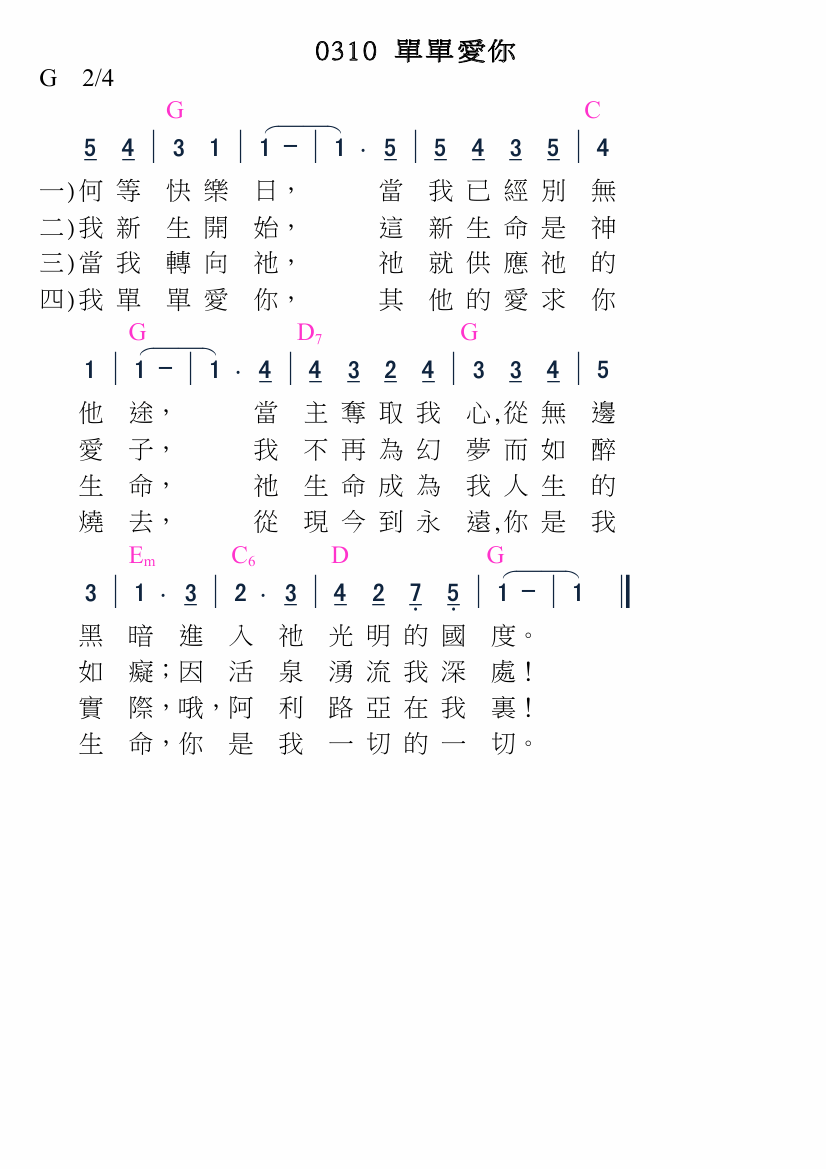 0310 單單愛你
G 2/4
G C
5 4 | 3 1 | 1 - | 1 . 5 | 5 4 3 5 | 4
一)何等快樂日， 當我已經別無
二)我新生開始， 這新生命是神
三)當我轉向祂， 祂就供應祂的
四)我單單愛你， 其他的愛求你
G D7 G
1 | 1 - | 1 . 4 | 4 3 2 4 | 3 3 4 | 5
他途， 當主奪取我心,從無邊
愛子， 我不再為幻夢而如醉
生命， 祂生命成為我人生的
燒去， 從現今到永遠,你是我
Em C6 D G
3 | 1 . 3 | 2 . 3 | 4 2 7 5 | 1 - | 1 ‖
黑暗進入祂光明的國度。
如癡；因活泉湧流我深處！
實際，哦，阿利路亞在我裏！
生命，你是我一切的一切。